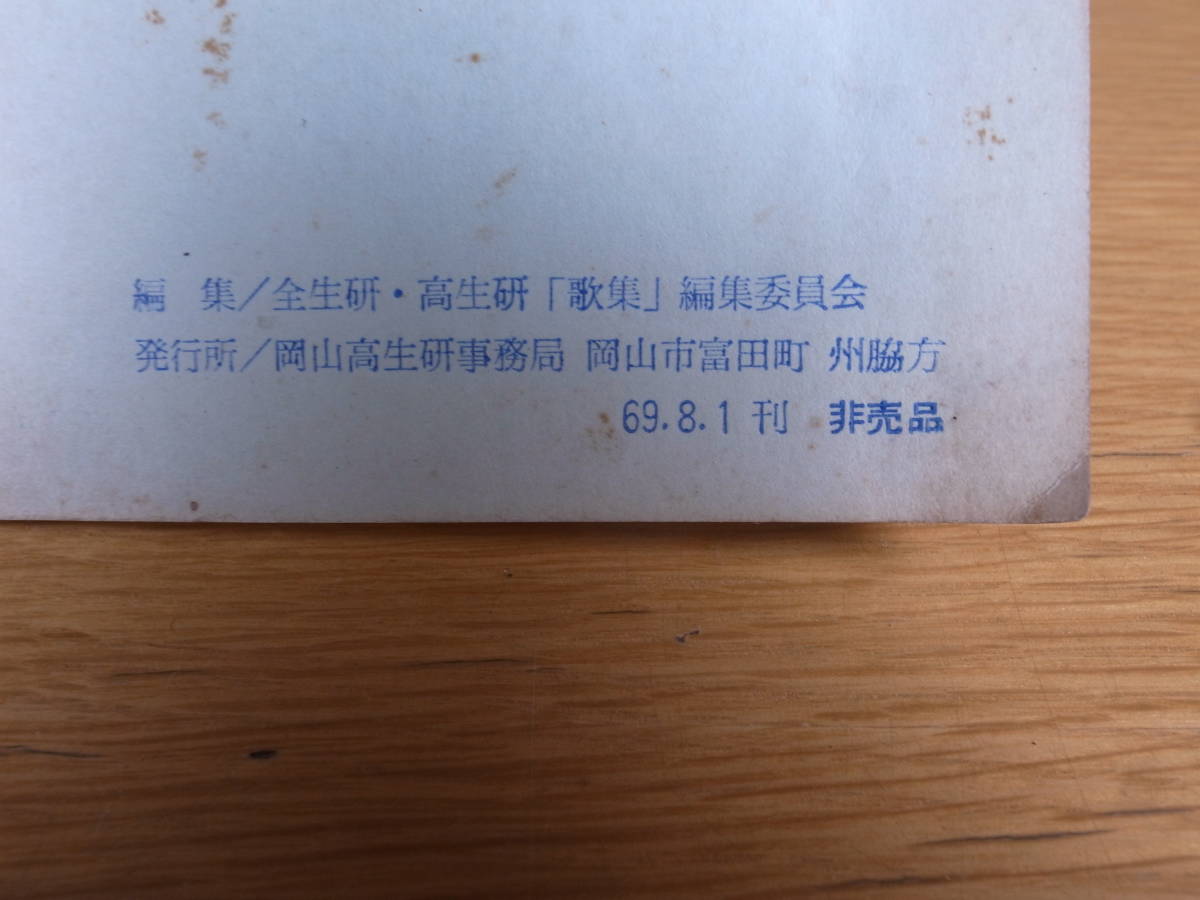 編　集／全生研・高生研「歌集」編集委員会
発行所／岡山高生研事務局 岡山市富田町 州脇方
69.8.1 刊 非売品